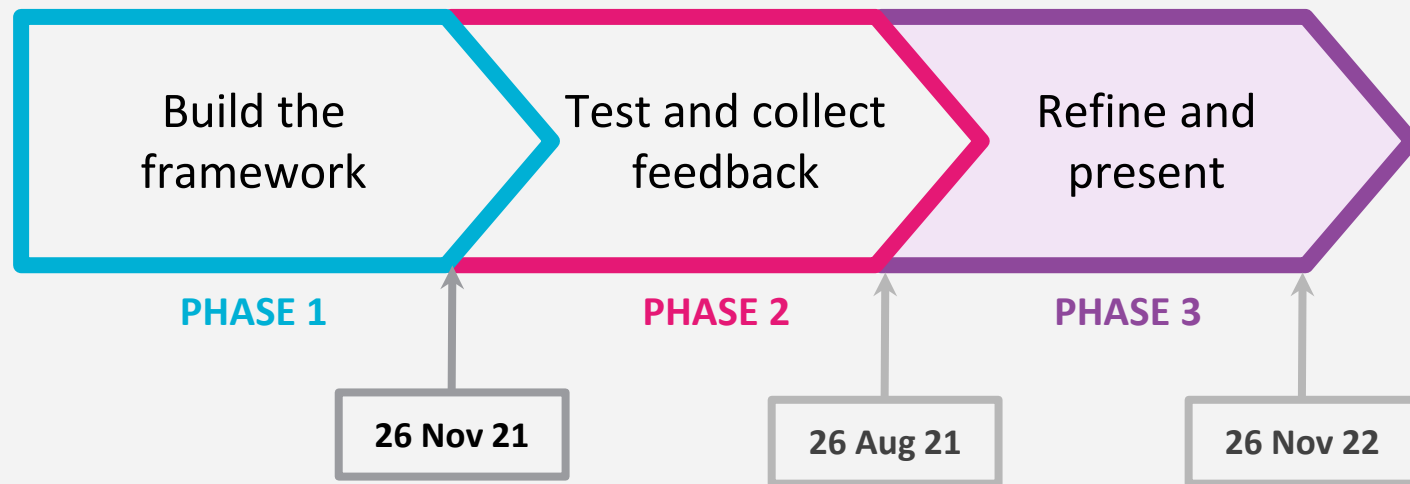 Build the
framework
Test and collect
feedback
Refine and
present
PHASE 1
PHASE 2
PHASE 3
26 Nov 21
26 Aug 21
26 Nov 22